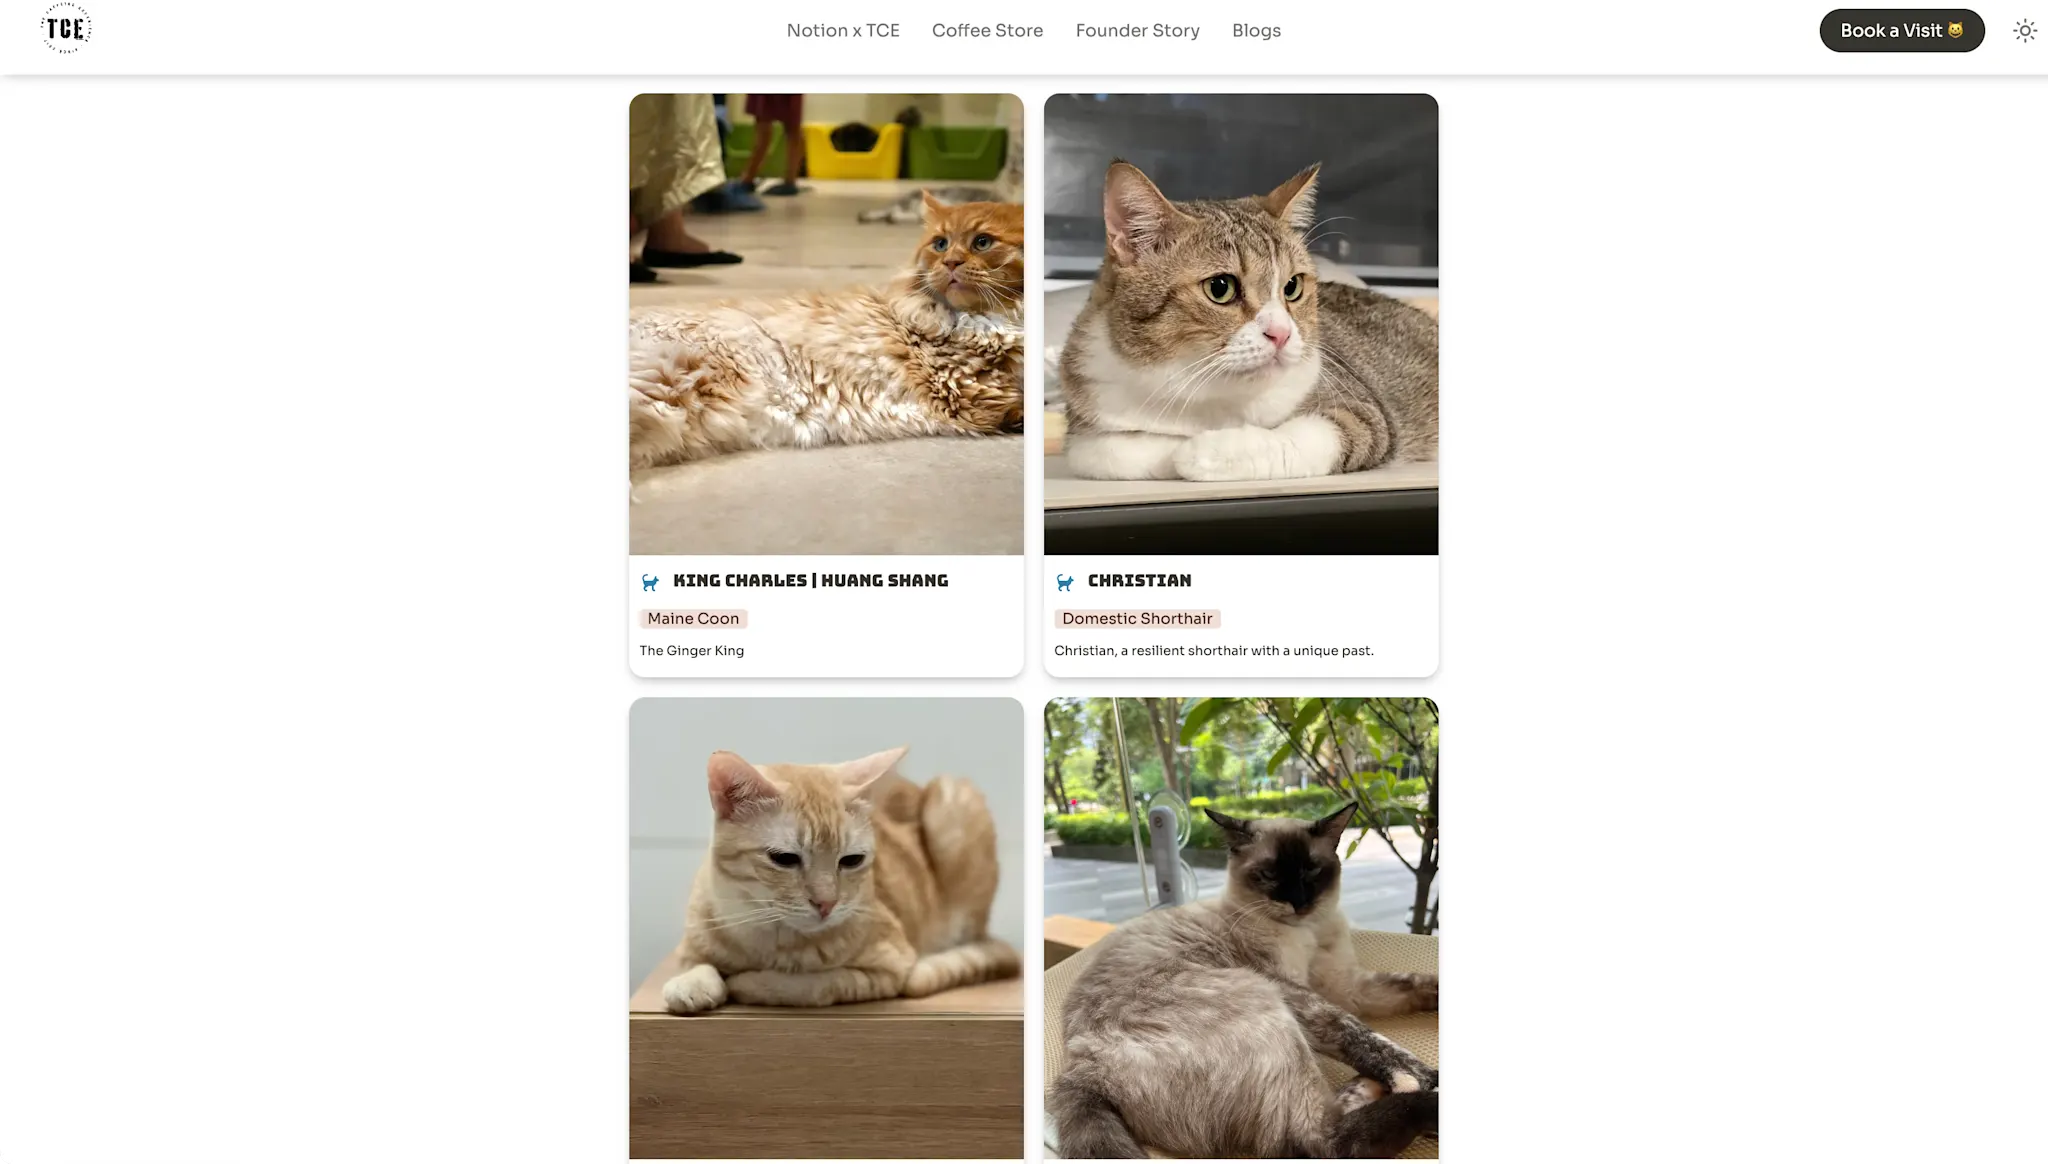 TCE
Notion x TCE
Coffee Store
Founder Story
Blogs
Book a Visit
KING CHARLES | HUANG SHANG
Maine Coon
The Ginger King
CHRISTIAN
Domestic Shorthair
Christian, a resilient shorthair with a unique past.